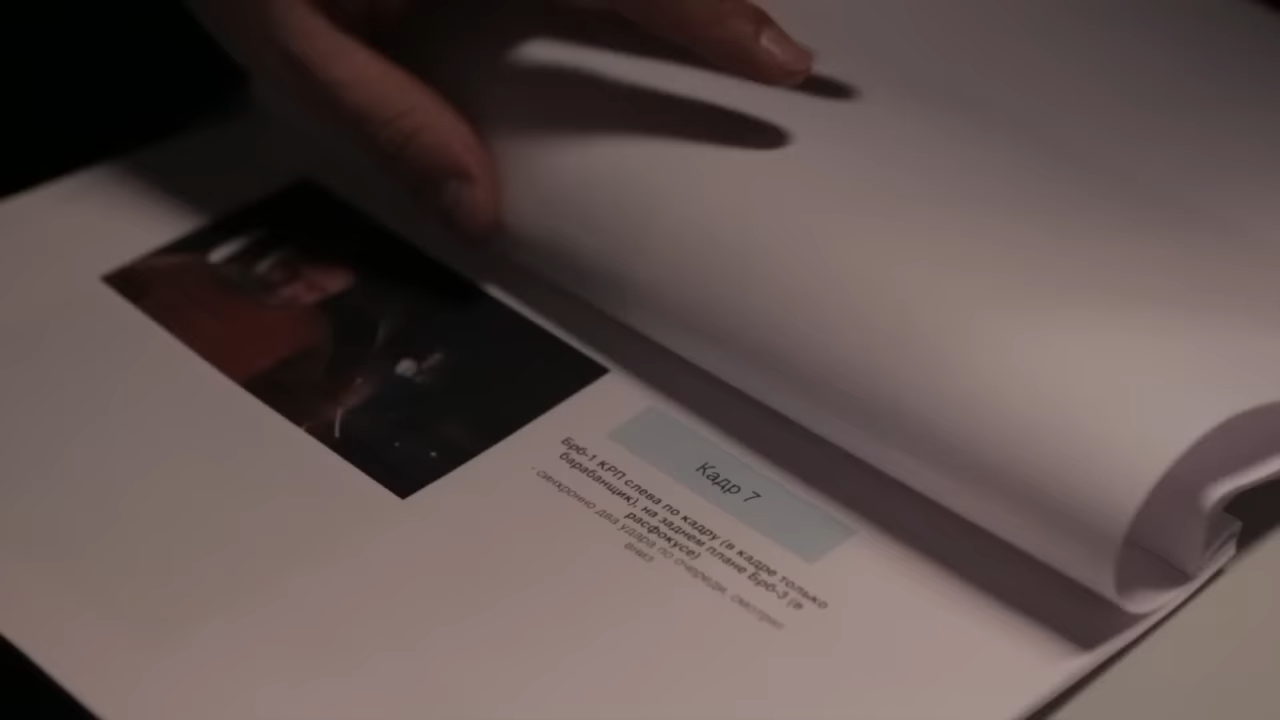 Кадр 7
Брб-1 КРП слева по кадру (в кадре только
барабанщик), на заднем плане Брб-3 (в
расфокусе)
- синхронно два удара по очереди, смотрит
вниз